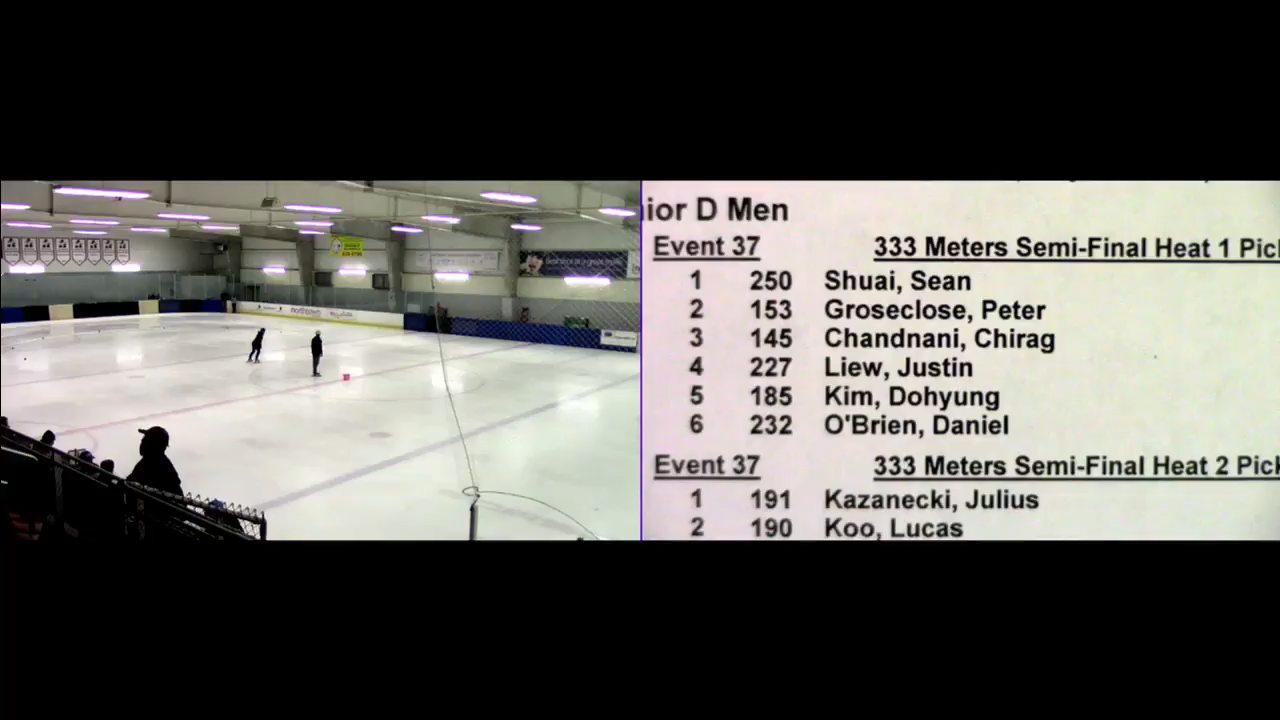 ior D Men
Event 37 333 Meters Semi-Final Heat 1 Pic
1 250 Shuai, Sean
2 153 Groseclose, Peter
3 145 Chandnani, Chirag
4 227 Liew, Justin
5 185 Kim, Dohyung
6 232 O'Brien, Daniel
Event 37 333 Meters Semi-Final Heat 2 Pick
1 191 Kazanecki, Julius
2 190 Koo, Lucas